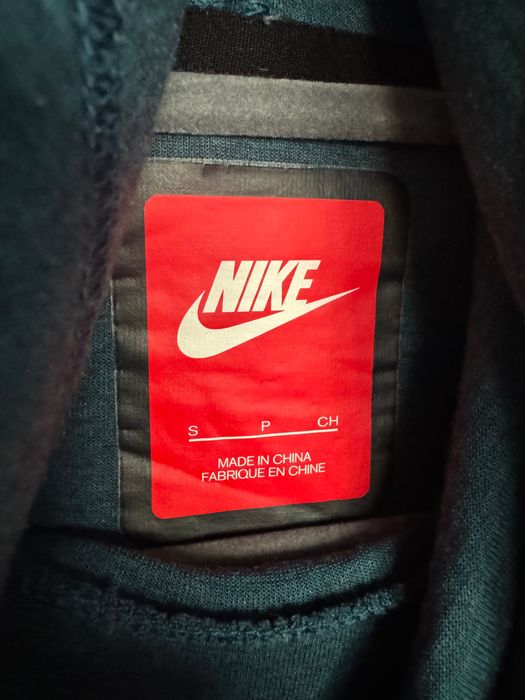 NIKE
S P CH
MADE IN CHINA
FABRIQUE EN CHINE